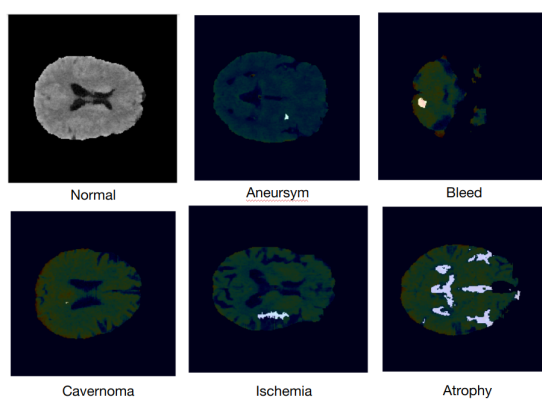 Normal
Aneursym
Bleed
Cavernoma
Ischemia
Atrophy